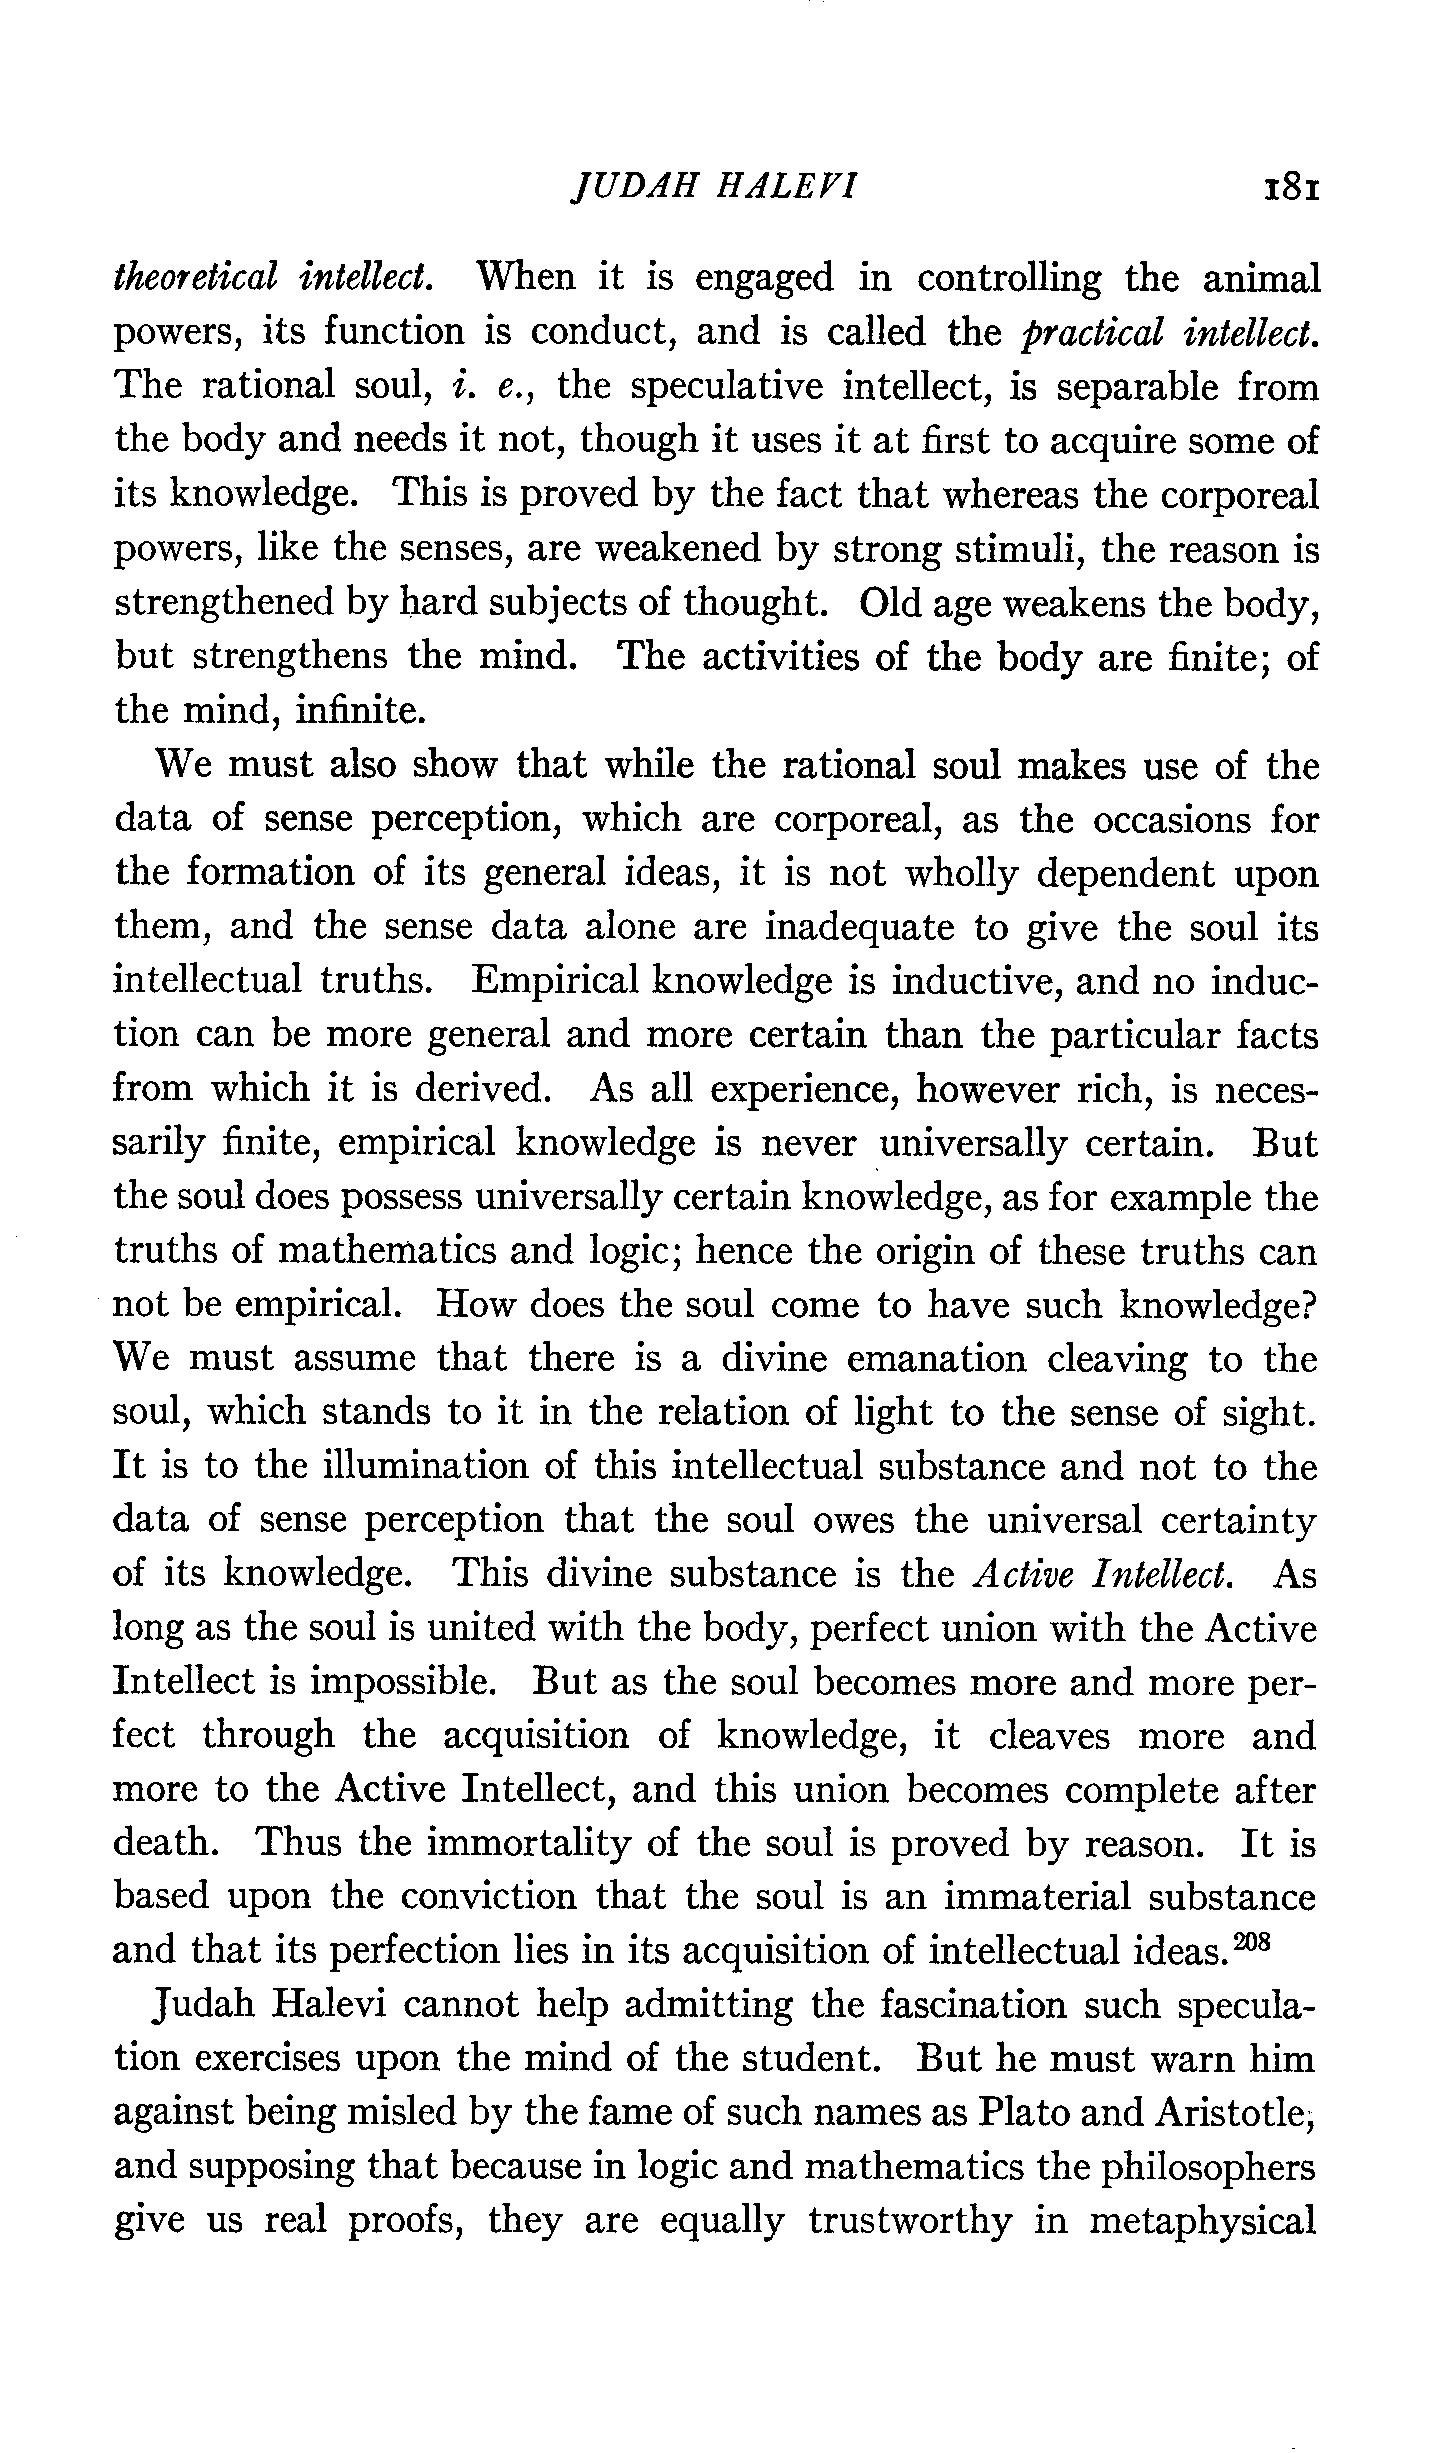 JUDAH HALEVI 181
theoretical intellect. When it is engaged in controlling the animal
powers, its function is conduct, and is called the practical intellect.
The rational soul, i. e., the speculative intellect, is separable from
the body and needs it not, though it uses it at first to acquire some of
its knowledge. This is proved by the fact that whereas the corporeal
powers, like the senses, are weakened by strong stimuli, the reason is
strengthened by hard subjects of thought. Old age weakens the body,
but strengthens the mind. The activities of the body are finite; of
the mind, infinite.
We must also show that while the rational soul makes use of the
data of sense perception, which are corporeal, as the occasions for
the formation of its general ideas, it is not wholly dependent upon
them, and the sense data alone are inadequate to give the soul its
intellectual truths. Empirical knowledge is inductive, and no induc-
tion can be more general and more certain than the particular facts
from which it is derived. As all experience, however rich, is neces-
sarily finite, empirical knowledge is never universally certain. But
the soul does possess universally certain knowledge, as for example the
truths of mathematics and logic; hence the origin of these truths can
not be empirical. How does the soul come to have such knowledge?
We must assume that there is a divine emanation cleaving to the
soul, which stands to it in the relation of light to the sense of sight.
It is to the illumination of this intellectual substance and not to the
data of sense perception that the soul owes the universal certainty
of its knowledge. This divine substance is the Active Intellect. As
long as the soul is united with the body, perfect union with the Active
Intellect is impossible. But as the soul becomes more and more per-
fect through the acquisition of knowledge, it cleaves more and
more to the Active Intellect, and this union becomes complete after
death. Thus the immortality of the soul is proved by reason. It is
based upon the conviction that the soul is an immaterial substance
and that its perfection lies in its acquisition of intellectual ideas.208
Judah Halevi cannot help admitting the fascination such specula-
tion exercises upon the mind of the student. But he must warn him
against being misled by the fame of such names as Plato and Aristotle,
and supposing that because in logic and mathematics the philosophers
give us real proofs, they are equally trustworthy in metaphysical